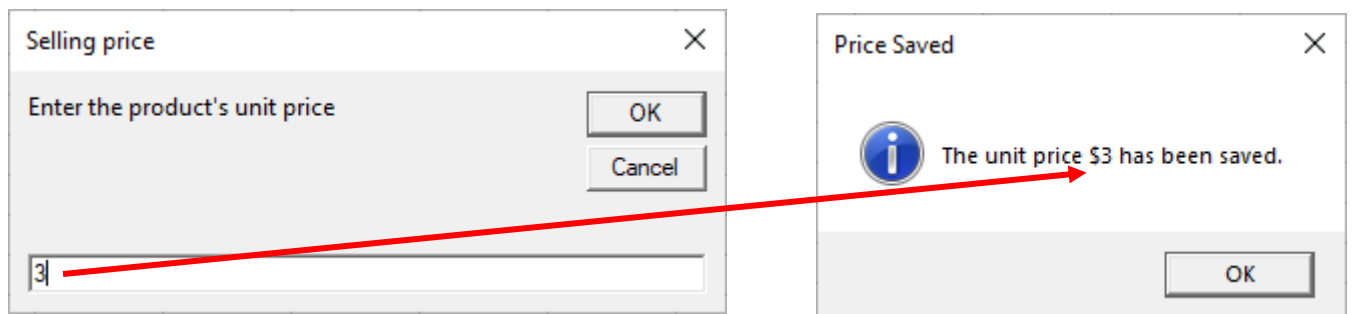 Selling price
Enter the product's unit price
OK
Cancel
3
Price Saved
The unit price $3 has been saved.
OK